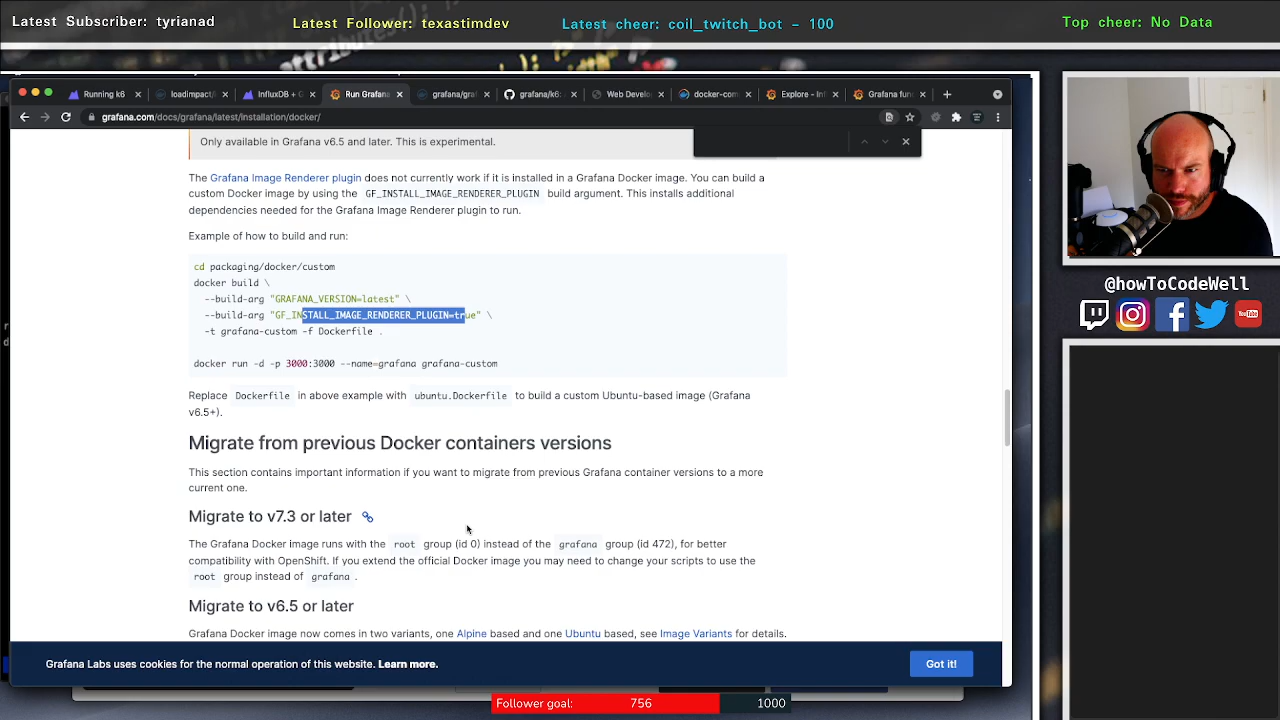 Latest Subscriber: tyrianad
Latest Follower: texastimdev
Latest cheer: coil_twitch_bot - 100
Top cheer: No Data
attributes();
Running k6
loadimpact/
InfluxDB + G
Run Grafana
grafana/graf
grafana/k6:
Web Develo
docker-com
Explore - Inf
Grafana fun
grafana.com/docs/grafana/latest/installation/docker/
Only available in Grafana v6.5 and later. This is experimental.
The Grafana Image Renderer plugin does not currently work if it is installed in a Grafana Docker image. You can build a
custom Docker image by using the GF_INSTALL_IMAGE_RENDERER_PLUGIN build argument. This installs additional
dependencies needed for the Grafana Image Renderer plugin to run.
Example of how to build and run:
cd packaging/docker/custom
docker build \
--build-arg "GRAFANA_VERSION=latest" \
--build-arg "GF_INSTALL_IMAGE_RENDERER_PLUGIN=true" \
-t grafana-custom -f Dockerfile .
docker run -d -p 3000:3000 --name=grafana grafana-custom
Replace Dockerfile in above example with ubuntu.Dockerfile to build a custom Ubuntu-based image (Grafana
v6.5+).
Migrate from previous Docker containers versions
This section contains important information if you want to migrate from previous Grafana container versions to a more
current one.
Migrate to v7.3 or later
The Grafana Docker image runs with the root group (id 0) instead of the grafana group (id 472), for better
compatibility with OpenShift. If you extend the official Docker image you may need to change your scripts to use the
root group instead of grafana .
Migrate to v6.5 or later
Grafana Docker image now comes in two variants, one Alpine based and one Ubuntu based, see Image Variants for details.
Grafana Labs uses cookies for the normal operation of this website. Learn more.
Got it!
@howToCodeWell
YouTube
Follower goal: 756 1000